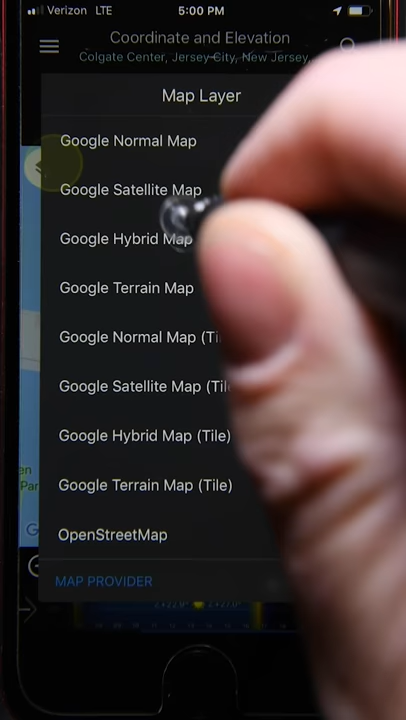 Verizon LTE 5:00 PM
Coordinate and Elevation
Colgate Center, Jersey City, New Jersey,
Map Layer
Google Normal Map
Google Satellite Map
Google Hybrid Map
Google Terrain Map
Google Normal Map
Google Satellite Map
Google Hybrid Map (Tile)
Google Terrain Map (Tile)
OpenStreetMap
MAP PROVIDER